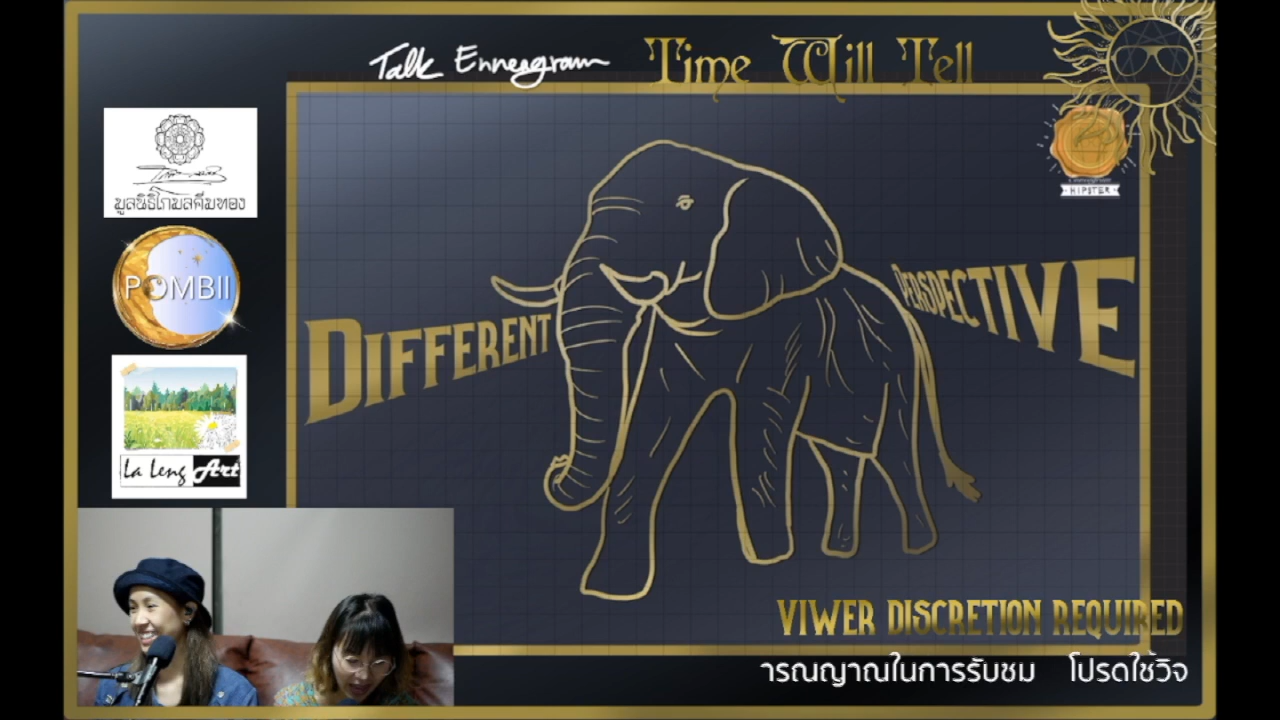 Talk Enneagram Time Will Tell
HIPSTER
มูลนิธิโกมลคีมทอง
POMBII
DIFFERENT
PERSPECTIVE
La Leng Art
VIWER DISCRETION REQUIRED
ารณญาณในการรับชม โปรดใช้วิจ